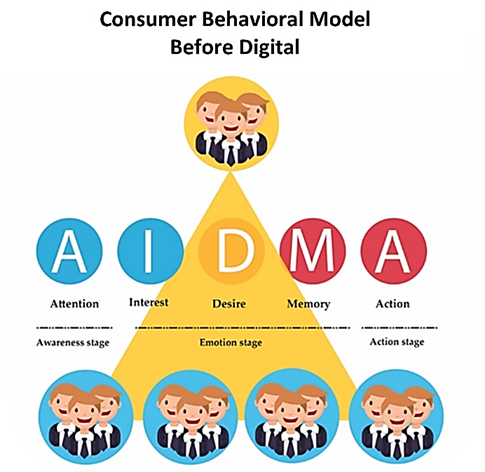 Consumer Behavioral Model
Before Digital
A I D M A
Attention Interest Desire Memory Action
Awareness stage Emotion stage Action stage